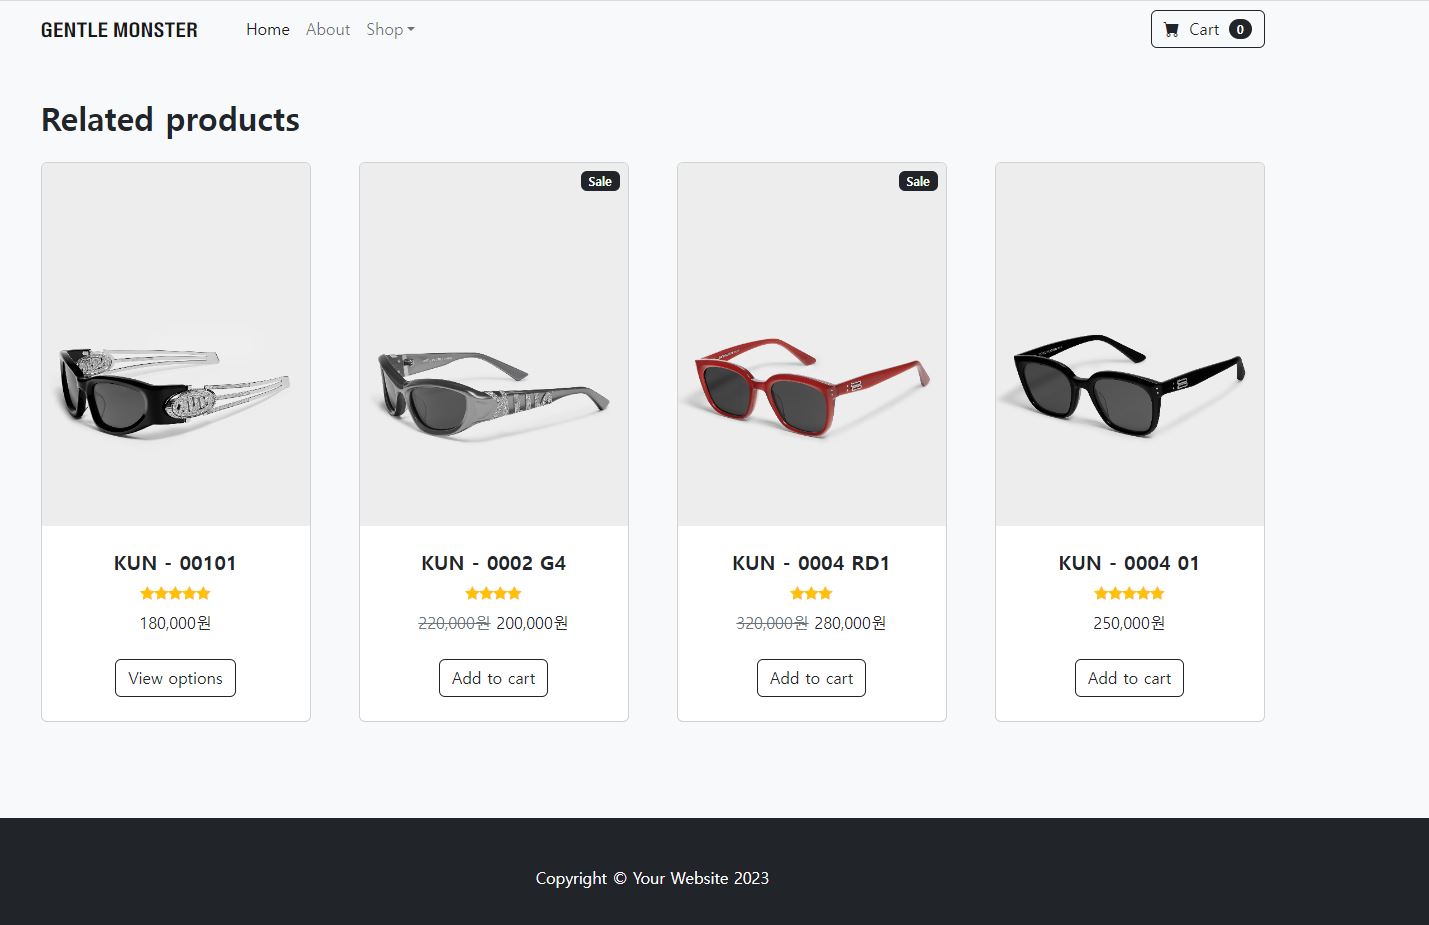 GENTLE MONSTER Home About Shop Cart 0
Related products
Sale Sale
KUN - 00101 KUN - 0002 G4 KUN - 0004 RD1 KUN - 0004 01
180,000원 220,000원 200,000원 320,000원 280,000원 250,000원
View options Add to cart Add to cart Add to cart
Copyright © Your Website 2023